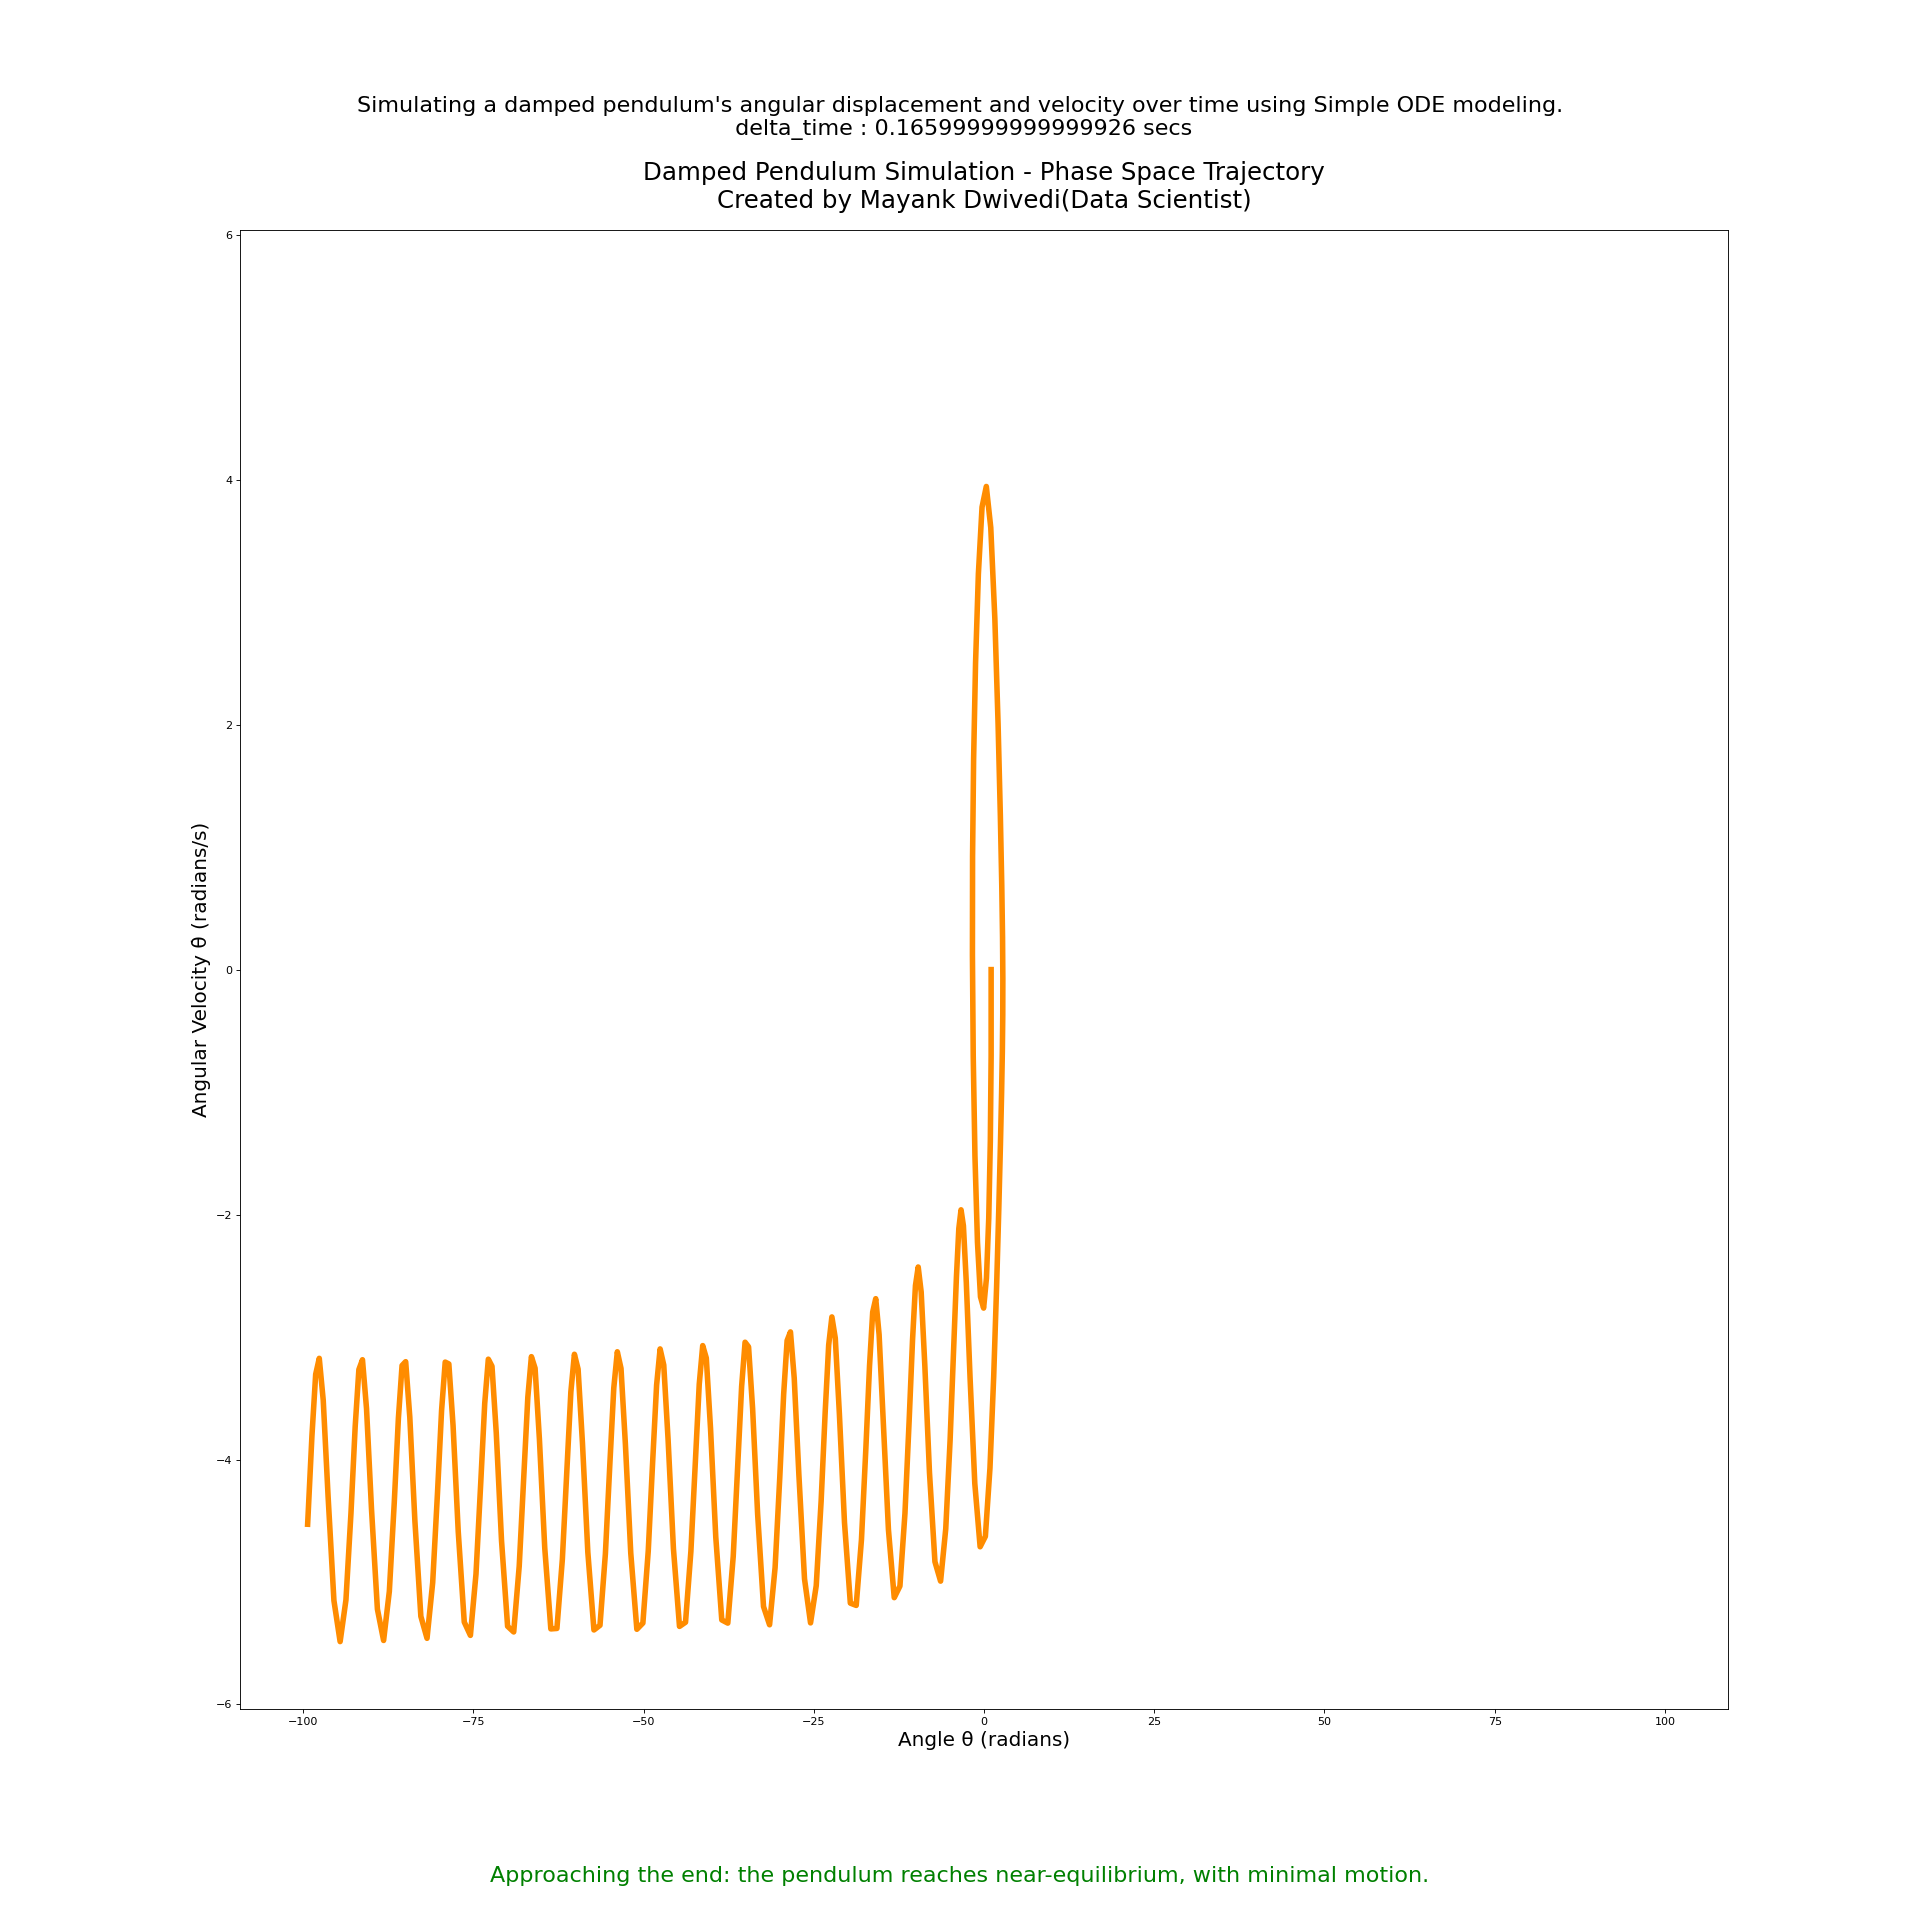 Simulating a damped pendulum's angular displacement and velocity over time using Simple ODE modeling.
delta_time : 0.16599999999999926 secs
Damped Pendulum Simulation - Phase Space Trajectory
Created by Mayank Dwivedi(Data Scientist)
6
4
2
0
−2
−4
−6
Angular Velocity θ̇ (radians/s)
−100
−75
−50
−25
0
25
50
75
100
Angle θ (radians)
Approaching the end: the pendulum reaches near-equilibrium, with minimal motion.